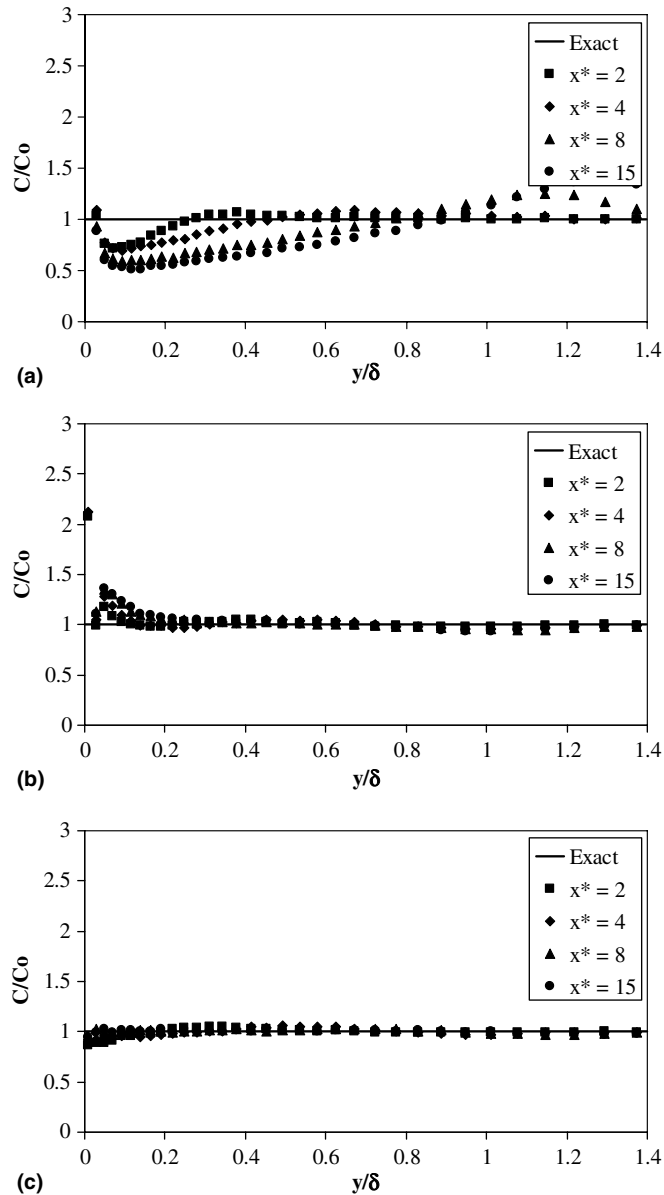 3
2.5
2
1.5
1
0.5
0
C/Co
Exact
x* = 2
x* = 4
x* = 8
x* = 15
0 0.2 0.4 0.6 0.8 1 1.2 1.4
(a)
y/δ
3
2.5
2
1.5
1
0.5
0
C/Co
Exact
x* = 2
x* = 4
x* = 8
x* = 15
0 0.2 0.4 0.6 0.8 1 1.2 1.4
(b)
y/δ
3
2.5
2
1.5
1
0.5
0
C/Co
Exact
x* = 2
x* = 4
x* = 8
x* = 15
0 0.2 0.4 0.6 0.8 1 1.2 1.4
(c)
y/δ